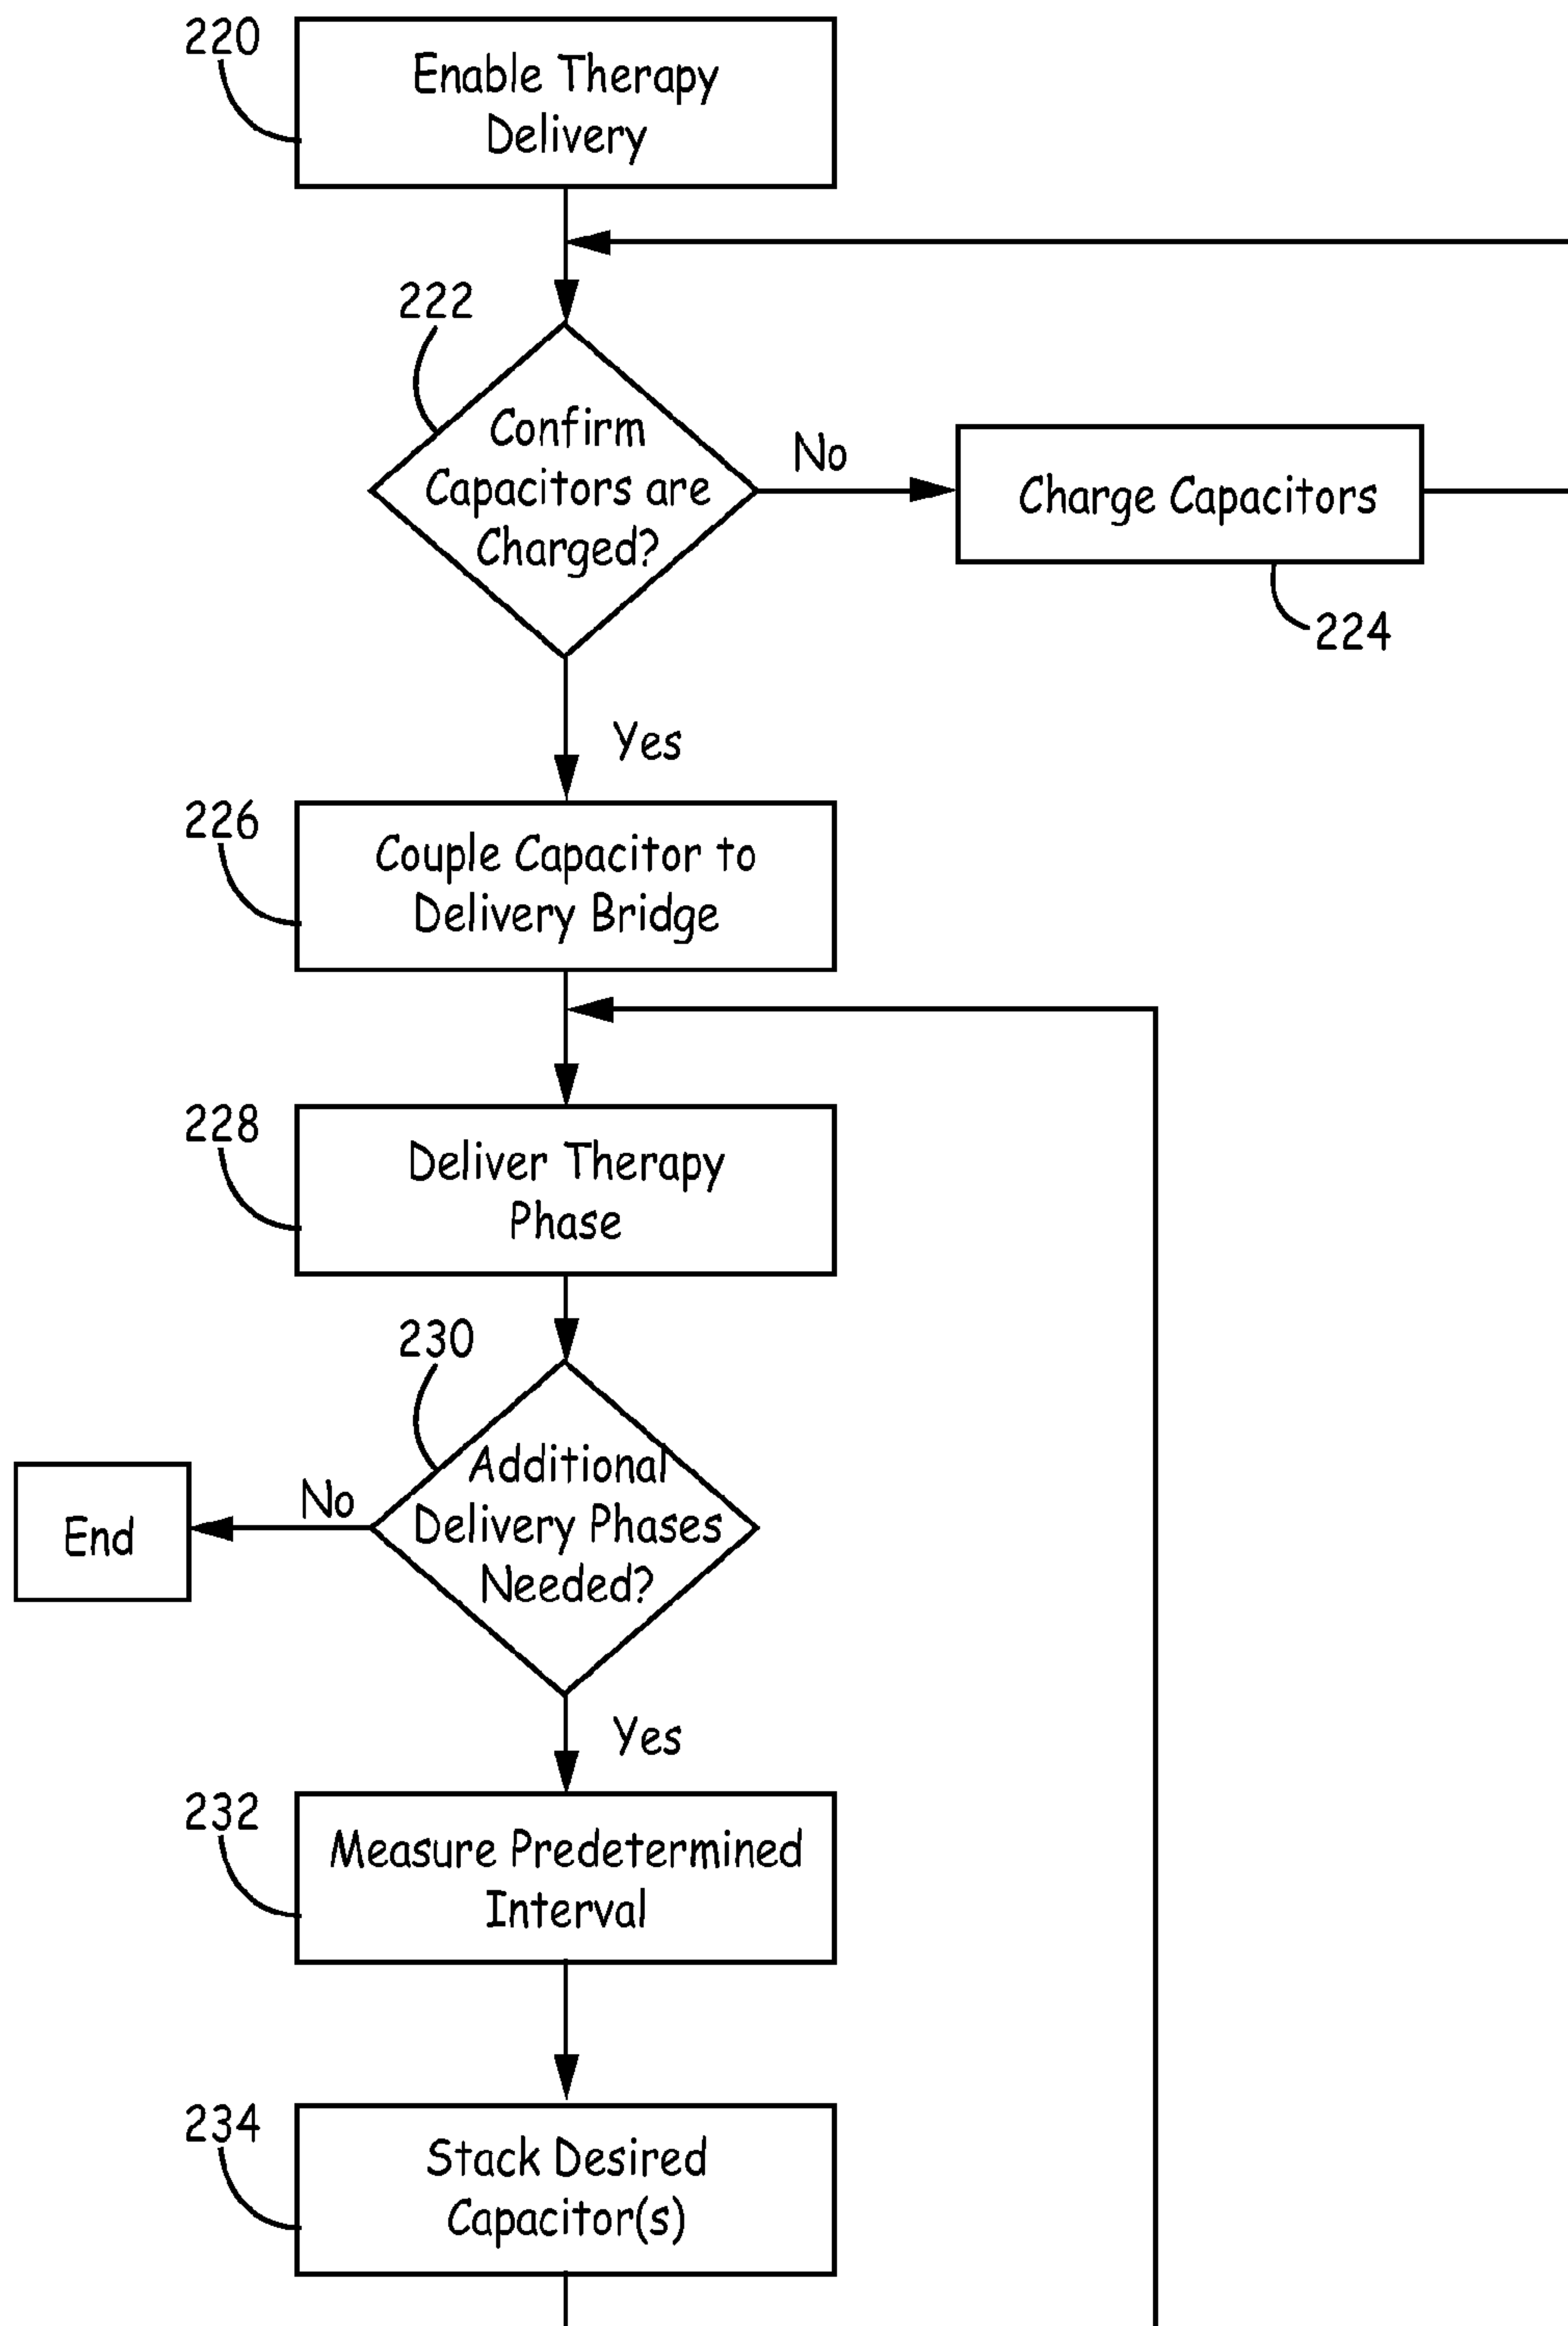 220
Enable Therapy
Delivery
222
Confirm
Capacitors are
Charged?
No
Charge Capacitors
224
Yes
226
Couple Capacitor to
Delivery Bridge
228
Deliver Therapy
Phase
230
Additional
Delivery Phases
Needed?
No
End
Yes
232
Measure Predetermined
Interval
234
Stack Desired
Capacitor(s)